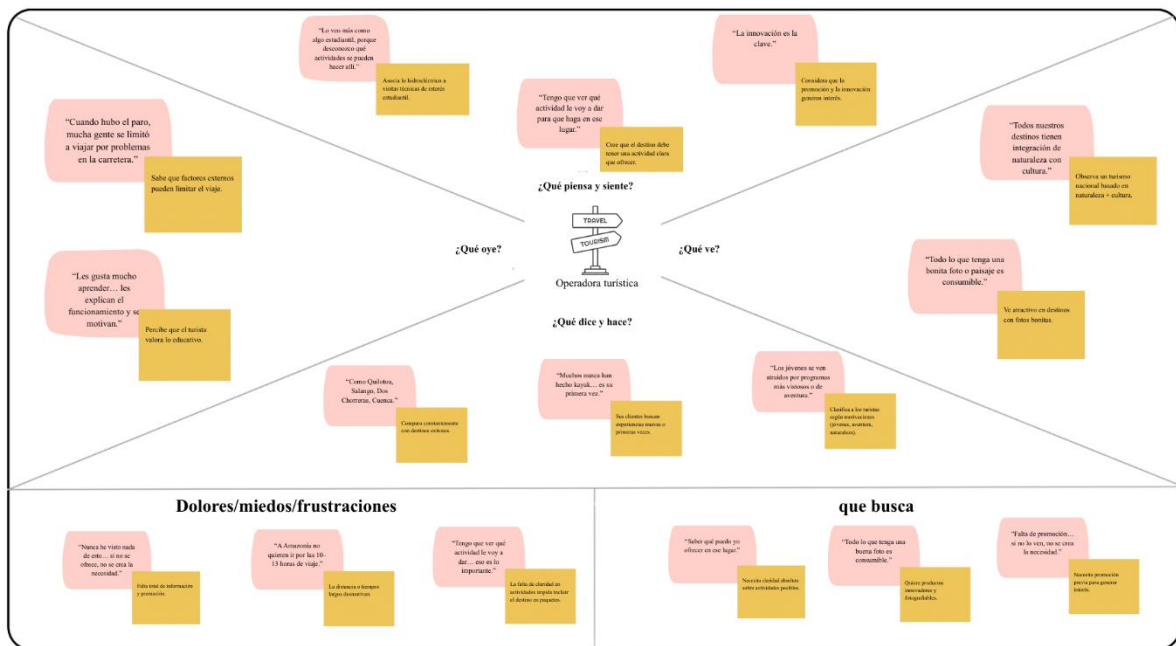 “Lo veo más como
algo estudiantil, porque
desconozco qué
actividades se pueden
hacer allí.”
Asocia lo hidroeléctrico a
visitas técnicas de interés
estudiantil.
“Tengo que ver qué
actividad le voy a dar
para que haga en ese
lugar.”
Cree que el destino debe
tener una actividad clara
que ofrecer.
“La innovación es la
clave.”
Considera que la
promoción y la innovación
generan interés.
¿Qué piensa y siente?
“Cuando hubo el paro,
mucha gente se limitó
a viajar por problemas
en la carretera.”
Sabe que factores externos
pueden limitar el viaje.
“Les gusta mucho
aprender… les
explican el
funcionamiento y se
motivan.”
Percibe que el turista
valora lo educativo.
¿Qué oye?
TRAVEL
TOURISM
Operadora turística
¿Qué ve?
“Todos nuestros
destinos tienen
integración de
naturaleza con
cultura.”
Observa un turismo
nacional basado en
naturaleza + cultura.
“Todo lo que tenga una
bonita foto o paisaje es
consumible.”
Ve atractivo en destinos
con fotos bonitas.
¿Qué dice y hace?
“Como Quilotoa,
Salango, Dos
Chorreras, Cuenca.”
Compara constantemente
con destinos exitosos.
“Muchos nunca han
hecho kayak… es su
primera vez.”
Sus clientes buscan
experiencias nuevas o
primeras veces.
“Los jóvenes se ven
atraídos por programas
más vistosos o de
aventura.”
Clasifica a los turistas
según motivaciones
(jóvenes, aventura,
naturaleza).
Dolores/miedos/frustraciones
“Nunca he visto nada
de esto… si no se
ofrece, no se crea la
necesidad.”
Falta total de información
y promoción.
“A Amazonía no
quieren ir por las 10-
13 horas de viaje.”
La distancia o tiempos
largos desmotivan.
“Tengo que ver qué
actividad le voy a
dar… eso es lo
importante.”
La falta de claridad en
actividades impide incluir
el destino en paquetes.
que busca
“Saber qué puedo yo
ofrecer en ese lugar.”
Necesita claridad absoluta
sobre actividades posibles.
“Todo lo que tenga una
buena foto es
consumible.”
Quiere productos
innovadores y
fotografiables.
“Falta de promoción…
si no lo ven, no se crea
la necesidad.”
Necesita promoción
previa para generar
interés.